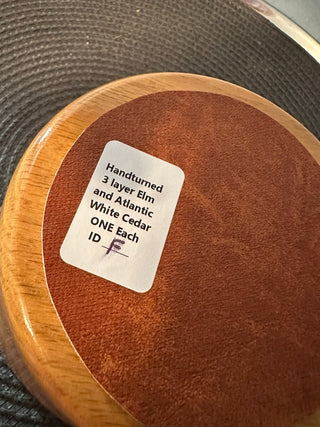 Handturned
3 layer Elm
and Atlantic
White Cedar
ONE Each
ID F